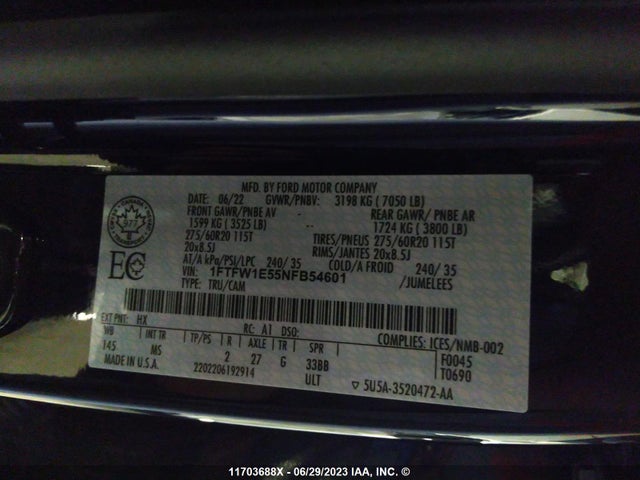 MFD. BY FORD MOTOR COMPANY
DATE: 06/22 GVWR/PNBV: 3198 KG ( 7050 LB)
FRONT GAWR/PNBE AV REAR GAWR/ PNBE AR
1599 KG ( 3525 LB) 1724 KG ( 3800 LB)
275/60R20 115T TIRES/PNEUS 275/60R20 115T
20x8.5J RIMS/JANTES 20x8.5J
AT/A kPa/PSI/LPC 240/ 35 COLD/A FROID 240/ 35
VIN: 1FTFW1E55NFB54601 /JUMELEES
TYPE: TRU/CAM
CANADA
977
EC
EXT PNT: HX RC: A1 DSO: COMPLIES: ICES/NMB-002
WB INT TR TP/PS R AXLE TR SPR F0045
145 MS 2 27 G 33BB T0690
MADE IN U.S.A. 2202206192914 ULT ▽ 5U5A-3520472-AA
11703688X - 06/29/2023 IAA, Inc. (IAA)